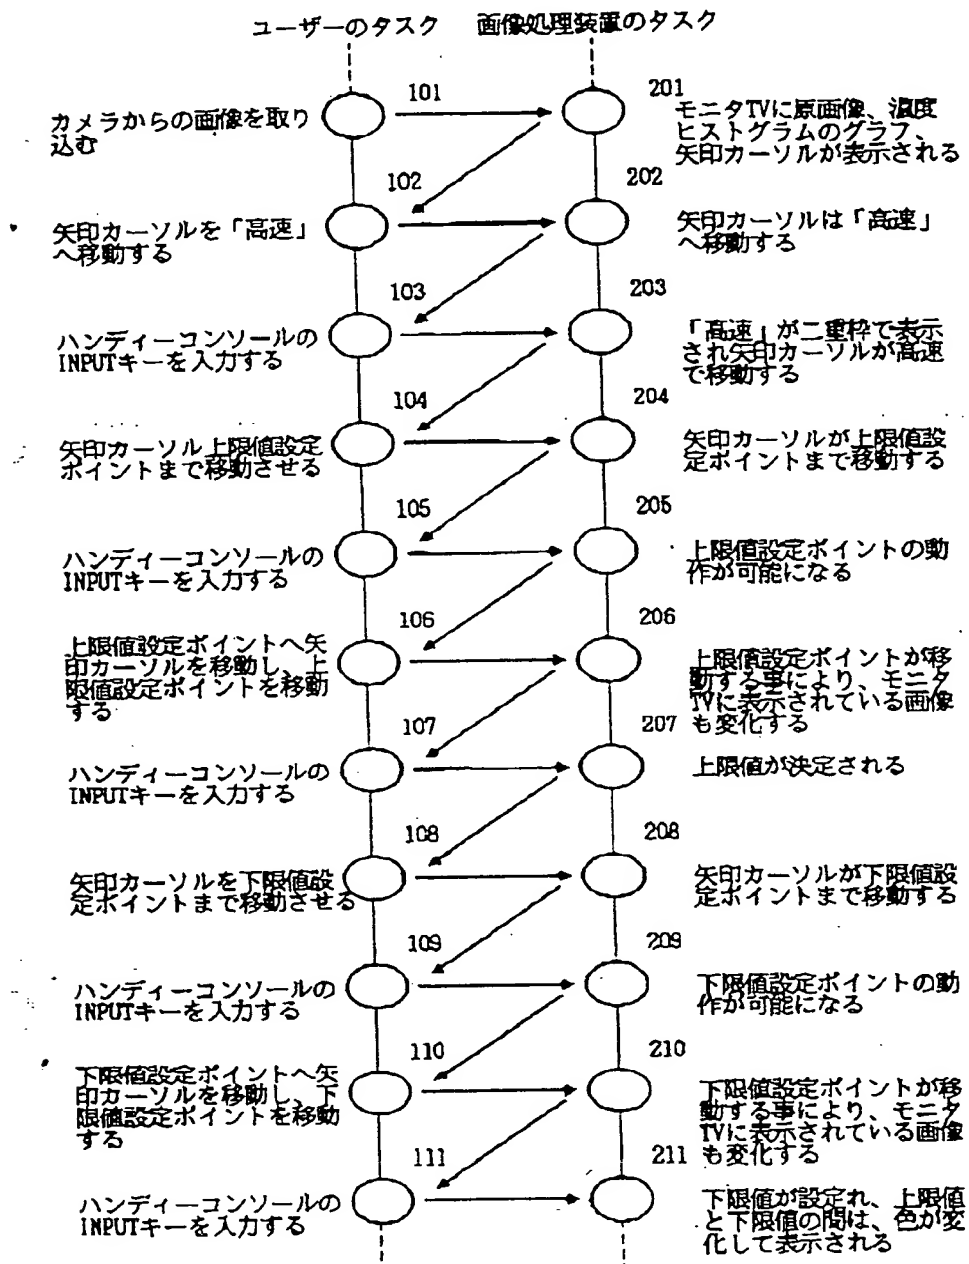 ユーザーのタスク
画像処理装置のタスク
101
カメラからの画像を取り
込む
201
モニタTVに原画像、濃度
ヒストグラムのグラフ、
矢印カーソルが表示される
102
矢印カーソルを「高速」
へ移動する
202
矢印カーソルは「高速」
へ移動する
103
ハンディーコンソールの
INPUTキーを入力する
203
「高速」が二重枠で表示
され矢印カーソルが高速
で移動する
104
矢印カーソル上限値設定
ポイントまで移動させる
204
矢印カーソルが上限値設
定ポイントまで移動する
105
ハンディーコンソールの
INPUTキーを入力する
205
上限値設定ポイントの動
作が可能になる
106
上限値設定ポイントへ矢
印カーソルを移動し、上
限値設定ポイントを移動
する
206
上限値設定ポイントが移
動する事により、モニタ
TVに表示されている画像
も変化する
107
ハンディーコンソールの
INPUTキーを入力する
207
上限値が決定される
108
矢印カーソルを下限値設
定ポイントまで移動させる
208
矢印カーソルが下限値設
定ポイントまで移動する
109
ハンディーコンソールの
INPUTキーを入力する
209
下限値設定ポイントの動
作が可能になる
110
下限値設定ポイントへ矢
印カーソルを移動し、下
限値設定ポイントを移動
する
210
下限値設定ポイントが移
動する事により、モニタ
TVに表示されている画像
も変化する
111
ハンディーコンソールの
INPUTキーを入力する
211
下限値が設定れ、上限値
と下限値の間は、色が変
化して表示される